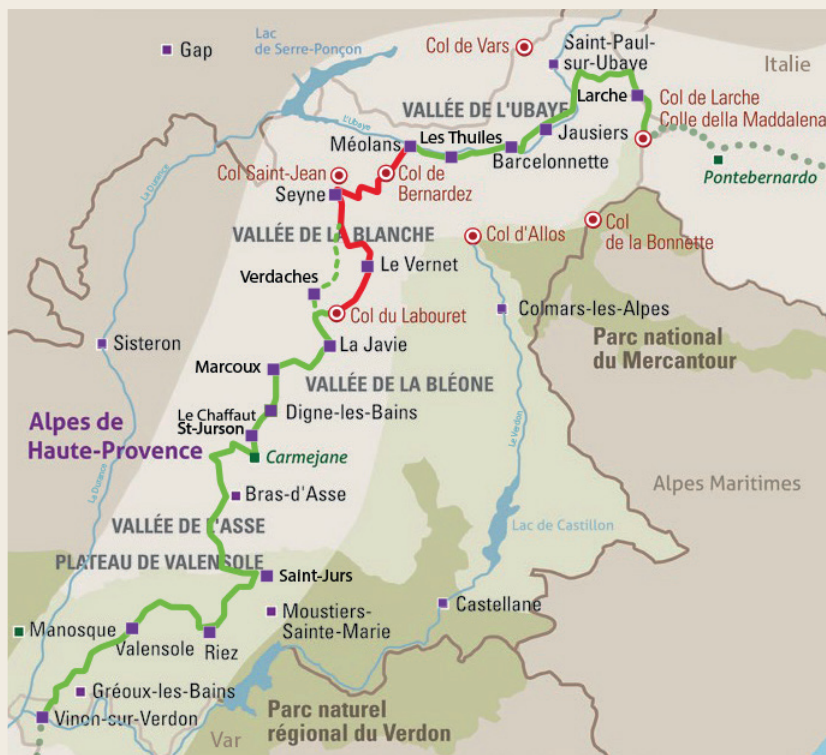 Gap
Lac
de Serre-Ponçon
Col de Vars
Saint-Paul-
sur-Ubaye
Italie
VALLÉE DE L'UBAYE
Larche
Col de Larche
Colle della Maddalena
L'Ubaye
Méolans
Les Thuiles
Jausiers
Barcelonnette
Pontebernardo
Col Saint-Jean
Seyne
Col de
Bernardez
La Durance
VALLÉE DE LA BLANCHE
Col d'Allos
Col
de la Bonnette
Le Vernet
Verdaches
Col du Labouret
Colmars-les-Alpes
Sisteron
La Javie
Parc national
du Mercantour
Marcoux
VALLÉE DE LA BLÉONE
Le Chaffaut
St-Jurson
Digne-les-Bains
Alpes de
Haute-Provence
Carmejane
Le Verdon
La Durance
Bras-d'Asse
Alpes Maritimes
VALLÉE DE L'ASSE
Lac de Castillon
PLATEAU DE VALENSOLE
Saint-Jurs
Castellane
Moustiers-
Sainte-Marie
Manosque
Valensole
Riez
Gréoux-les-Bains
Vinon-sur-Verdon
Parc naturel
régional du Verdon
Var